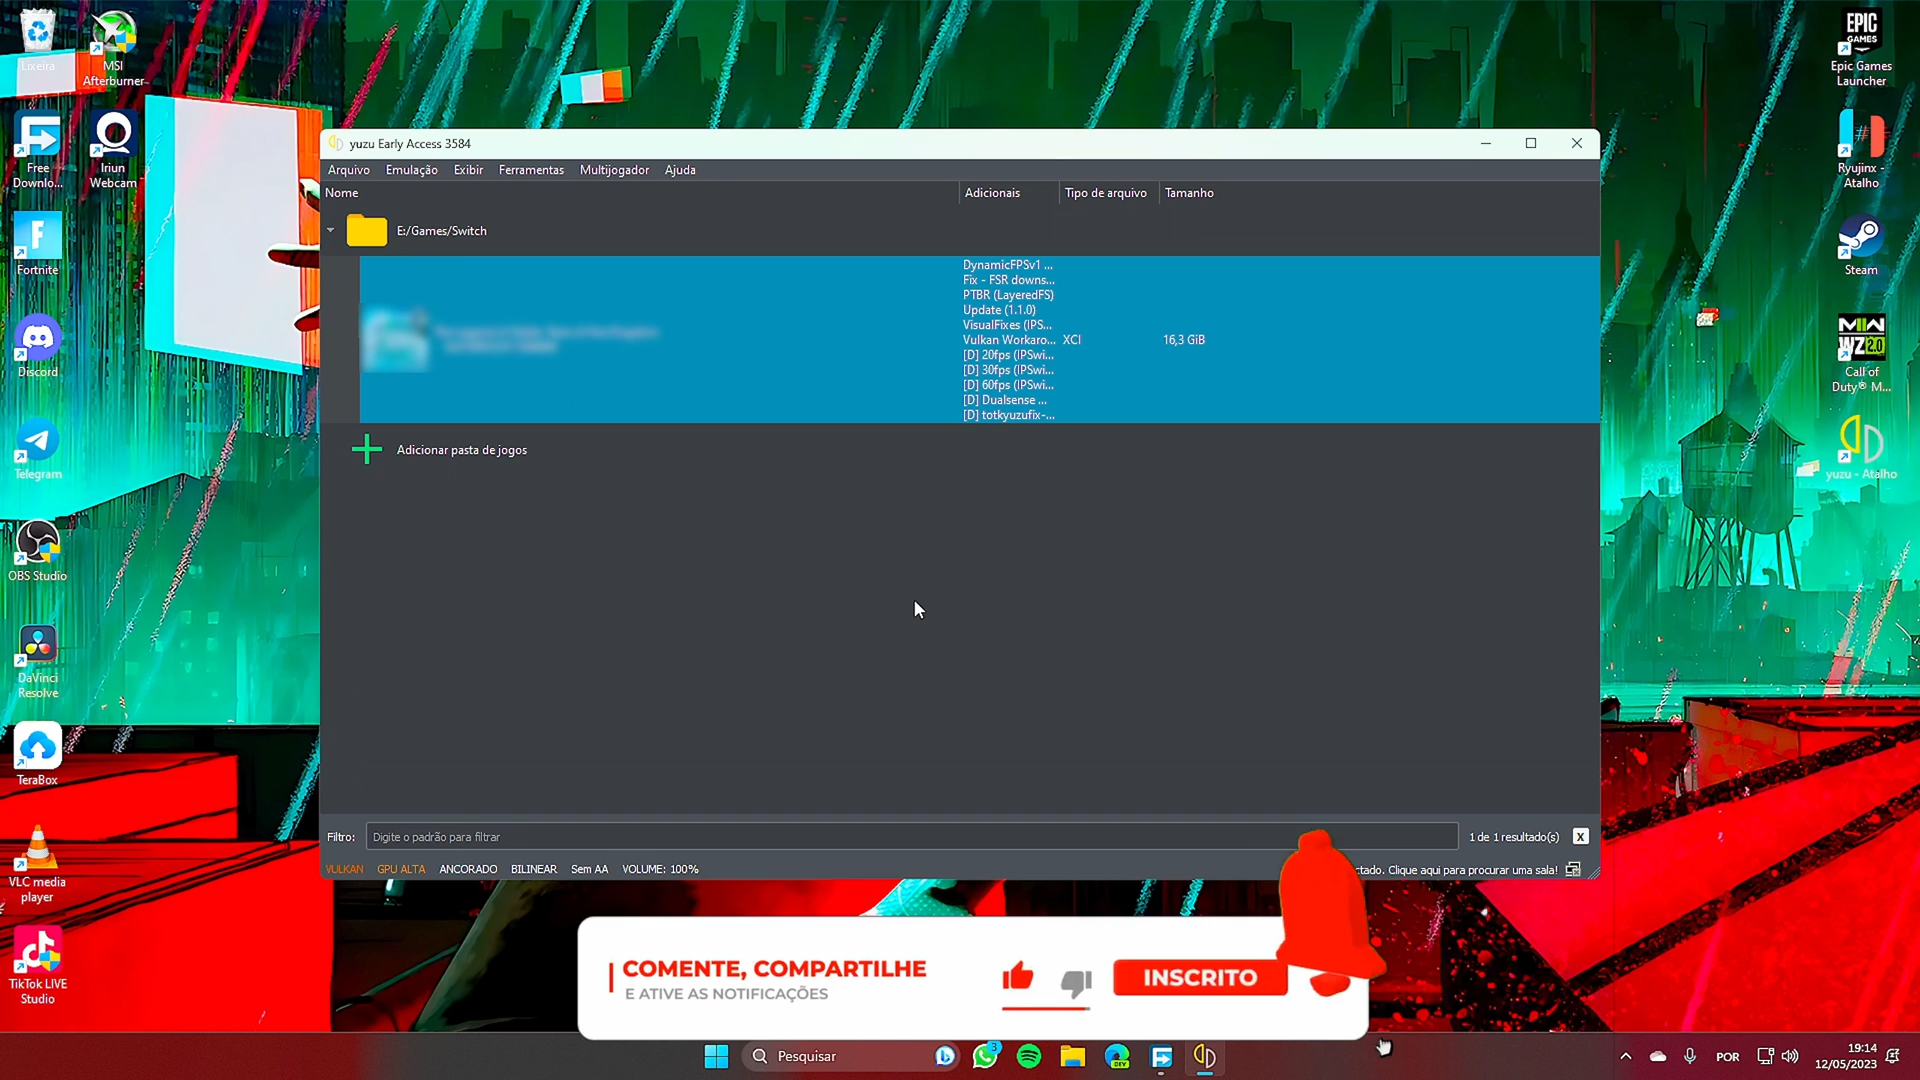 Lixeira
MSI
Afterburner
Free
Downlo...
Iriun
Webcam
Fortnite
Discord
Telegram
OBS Studio
DaVinci
Resolve
TeraBox
VLC media
player
TikTok LIVE
Studio
EPIC
GAMES
Epic Games
Launcher
Ryujinx -
Atalho
Steam
MW
WZ 2.0
Call of
Duty® M...
yuzu - Atalho
yuzu Early Access 3584
Arquivo Emulação Exibir Ferramentas Multijogador Ajuda
Nome Adicionais Tipo de arquivo Tamanho
E:/Games/Switch
DynamicFPSv1 ...
Fix - FSR downs...
PTBR (LayeredFS)
Update (1.1.0)
VisualFixes (IPS...
Vulkan Workaro... XCI 16,3 GiB
[D] 20fps (IPSwi...
[D] 30fps (IPSwi...
[D] 60fps (IPSwi...
[D] Dualsense ...
[D] totkyuzufix-...
Adicionar pasta de jogos
Filtro: Digite o padrão para filtrar 1 de 1 resultado(s) X
VULKAN GPU ALTA ANCORADO BILINEAR Sem AA VOLUME: 100% ctado. Clique aqui para procurar uma sala!
COMENTE, COMPARTILHE
E ATIVE AS NOTIFICAÇÕES
INSCRITO
Pesquisar
3
DEV
POR
19:14
12/05/2023